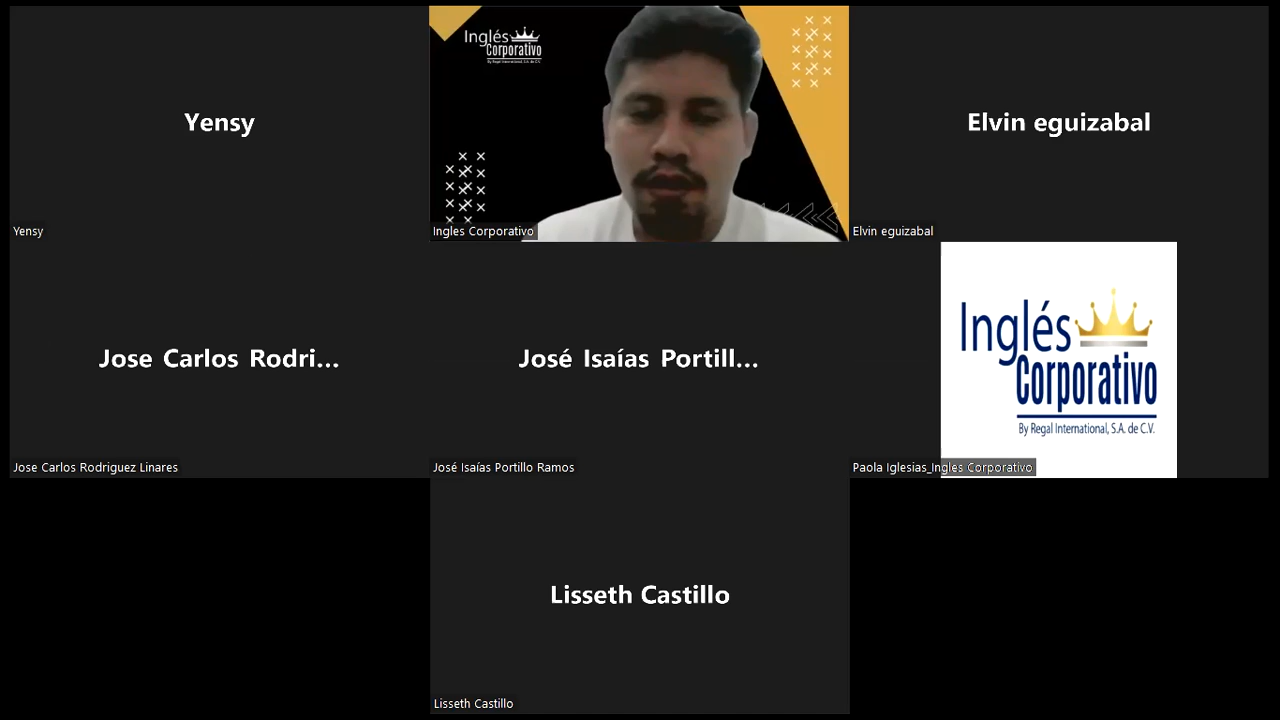 Yensy
Yensy
Inglés
Corporativo
By Regal International, S.A. de C.V.
Ingles Corporativo
Elvin eguizabal
Elvin eguizabal
Jose Carlos Rodri...
Jose Carlos Rodriguez Linares
José Isaías Portill...
José Isaías Portillo Ramos
Inglés
Corporativo
By Regal International, S.A. de C.V.
Paola Iglesias_Ingles Corporativo
Lisseth Castillo
Lisseth Castillo